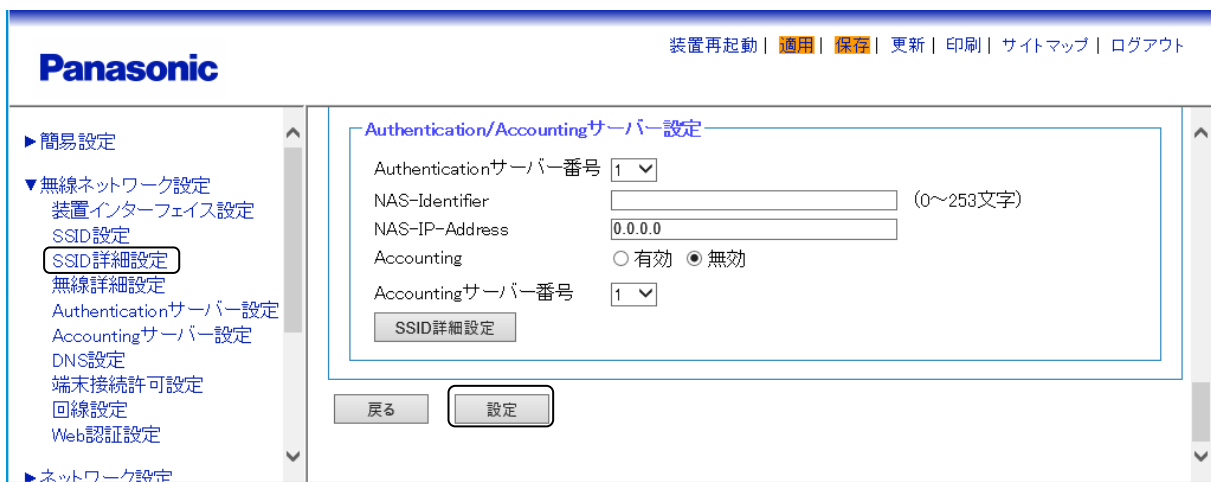 Panasonic
装置再起動| 適用| 保存| 更新| 印刷| サイトマップ| ログアウト
▶簡易設定
▼無線ネットワーク設定
装置インターフェイス設定
SSID設定
SSID詳細設定
無線詳細設定
Authenticationサーバー設定
Accountingサーバー設定
DNS設定
端末接続許可設定
回線設定
Web認証設定
▶ネットワーク設定
Authentication/Accountingサーバー設定
Authenticationサーバー番号 1
NAS-Identifier (0～253文字)
NAS-IP-Address 0.0.0.0
Accounting 有効 無効
Accountingサーバー番号 1
SSID詳細設定
戻る 設定